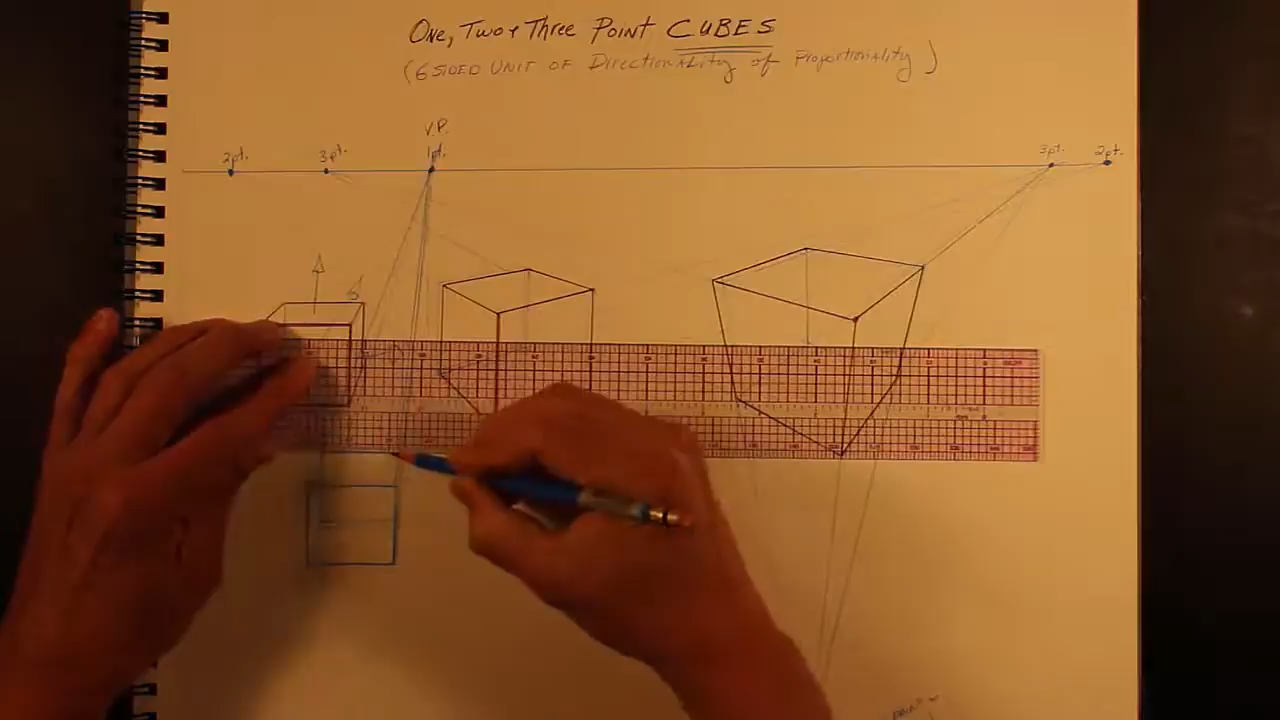 One, Two & Three Point CUBES
(6 SIDED UNIT OF Directionality of Proportionality)
V.P.
2pt. 3pt. 1pt. 3pt. 2pt.